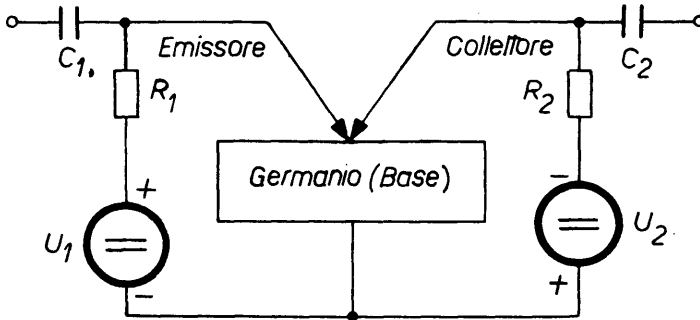 C1.
Emissore
Collettore
C2
R1
R2
Germanio (Base)
+
-
U1
U2
-
+